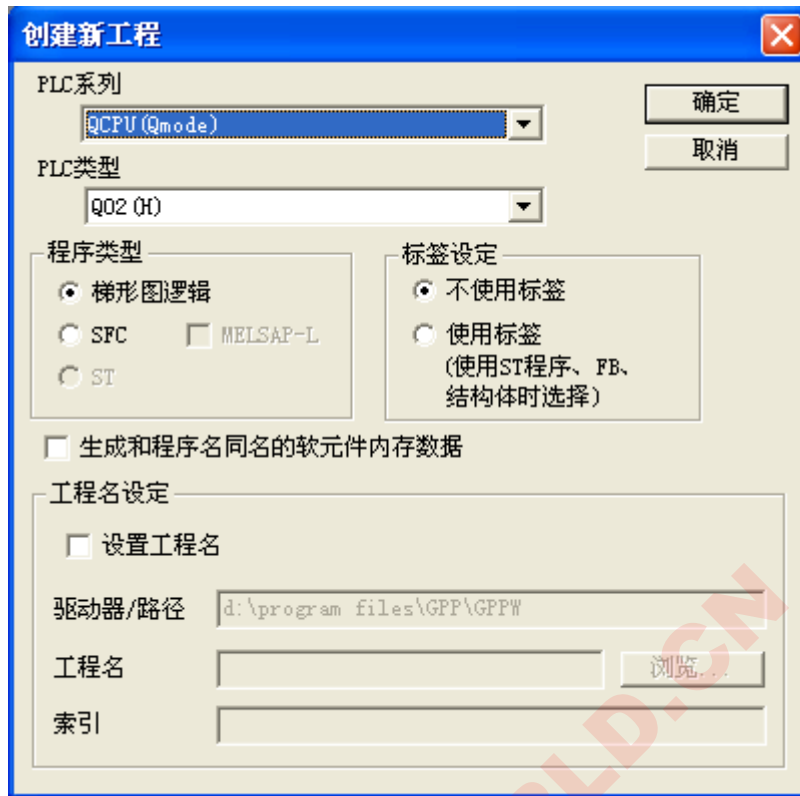 创建新工程
PLC系列
确定
QCPU(Qmode)
取消
PLC类型
Q02(H)
程序类型
标签设定
梯形图逻辑
不使用标签
SFC
MELSAP-L
使用标签
ST
(使用ST程序、FB、
结构体时选择)
生成和程序名同名的软元件内存数据
工程名设定
设置工程名
驱动器/路径
d:\program files\GPP\GPPW
工程名
浏览...
索引
RLD.CN